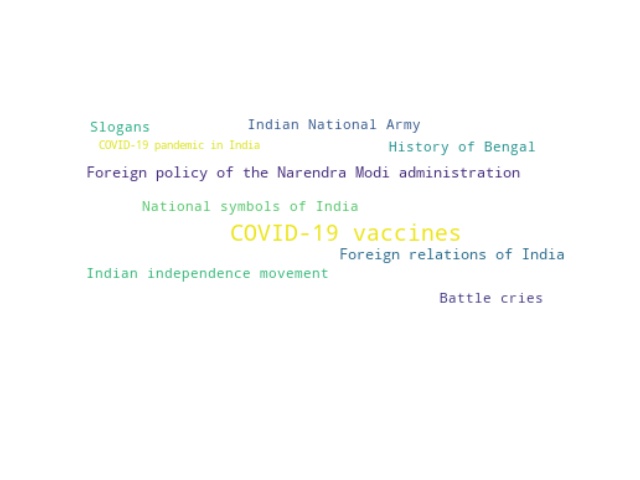 Slogans
Indian National Army
COVID-19 pandemic in India
History of Bengal
Foreign policy of the Narendra Modi administration
National symbols of India
COVID-19 vaccines
Foreign relations of India
Indian independence movement
Battle cries